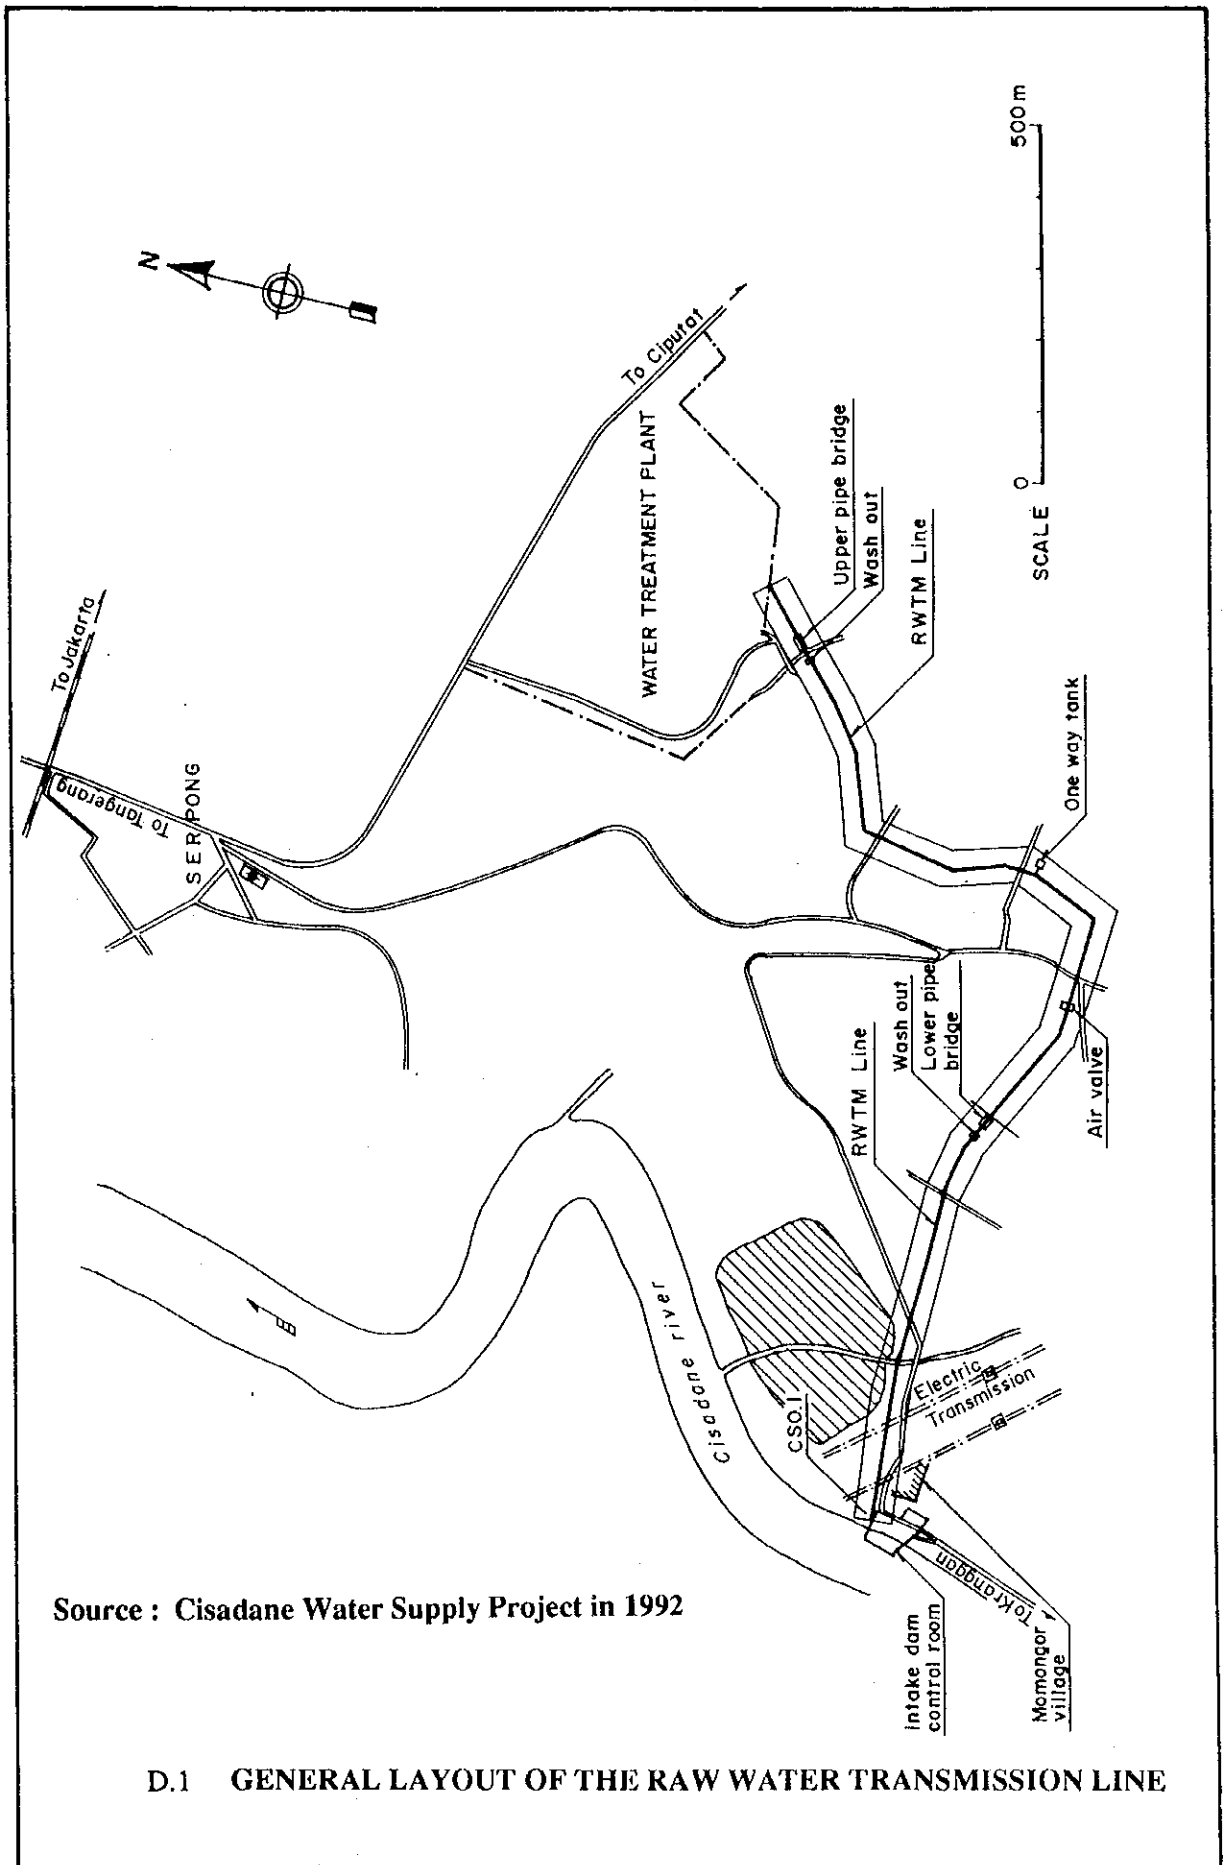 N
To Jakarta
To Tangerang
SERPONG
To Ciputat
WATER TREATMENT PLANT
Upper pipe bridge
Wash out
RWTM Line
SCALE
0
500m
One way tank
Wash out
Lower pipe
bridge
RWTM Line
Air valve
Cisadane river
CSO.1
Electric
Transmission
To Kranggan
Intake dam
control room
Momongor
village
Source : Cisadane Water Supply Project in 1992
D.1 GENERAL LAYOUT OF THE RAW WATER TRANSMISSION LINE